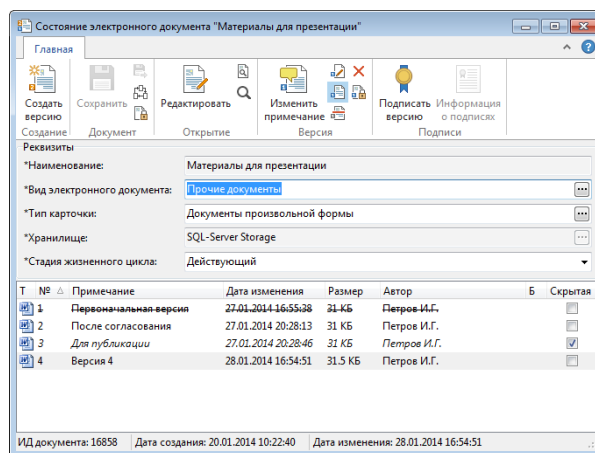 Состояние электронного документа "Материалы для презентации"
Главная
Создать версию
Сохранить
Редактировать
Изменить примечание
Подписать версию
Информация о подписях
Создание Документ Открытие Версия Подписи
Реквизиты
*Наименование: Материалы для презентации
*Вид электронного документа: Прочие документы
*Тип карточки: Документы произвольной формы
*Хранилище: SQL-Server Storage
*Стадия жизненного цикла: Действующий
Т № Примечание Дата изменения Размер Автор Б Скрытая
1 Первоначальная версия 27.01.2014 16:55:38 31 КБ Петров И.Г.
2 После согласования 27.01.2014 20:28:13 31 КБ Петров И.Г.
3 Для публикации 27.01.2014 20:28:46 31 КБ Петров И.Г.
4 Версия 4 28.01.2014 16:54:51 31.5 КБ Петров И.Г.
ИД документа: 16858 Дата создания: 20.01.2014 10:22:40 Дата изменения: 28.01.2014 16:54:51